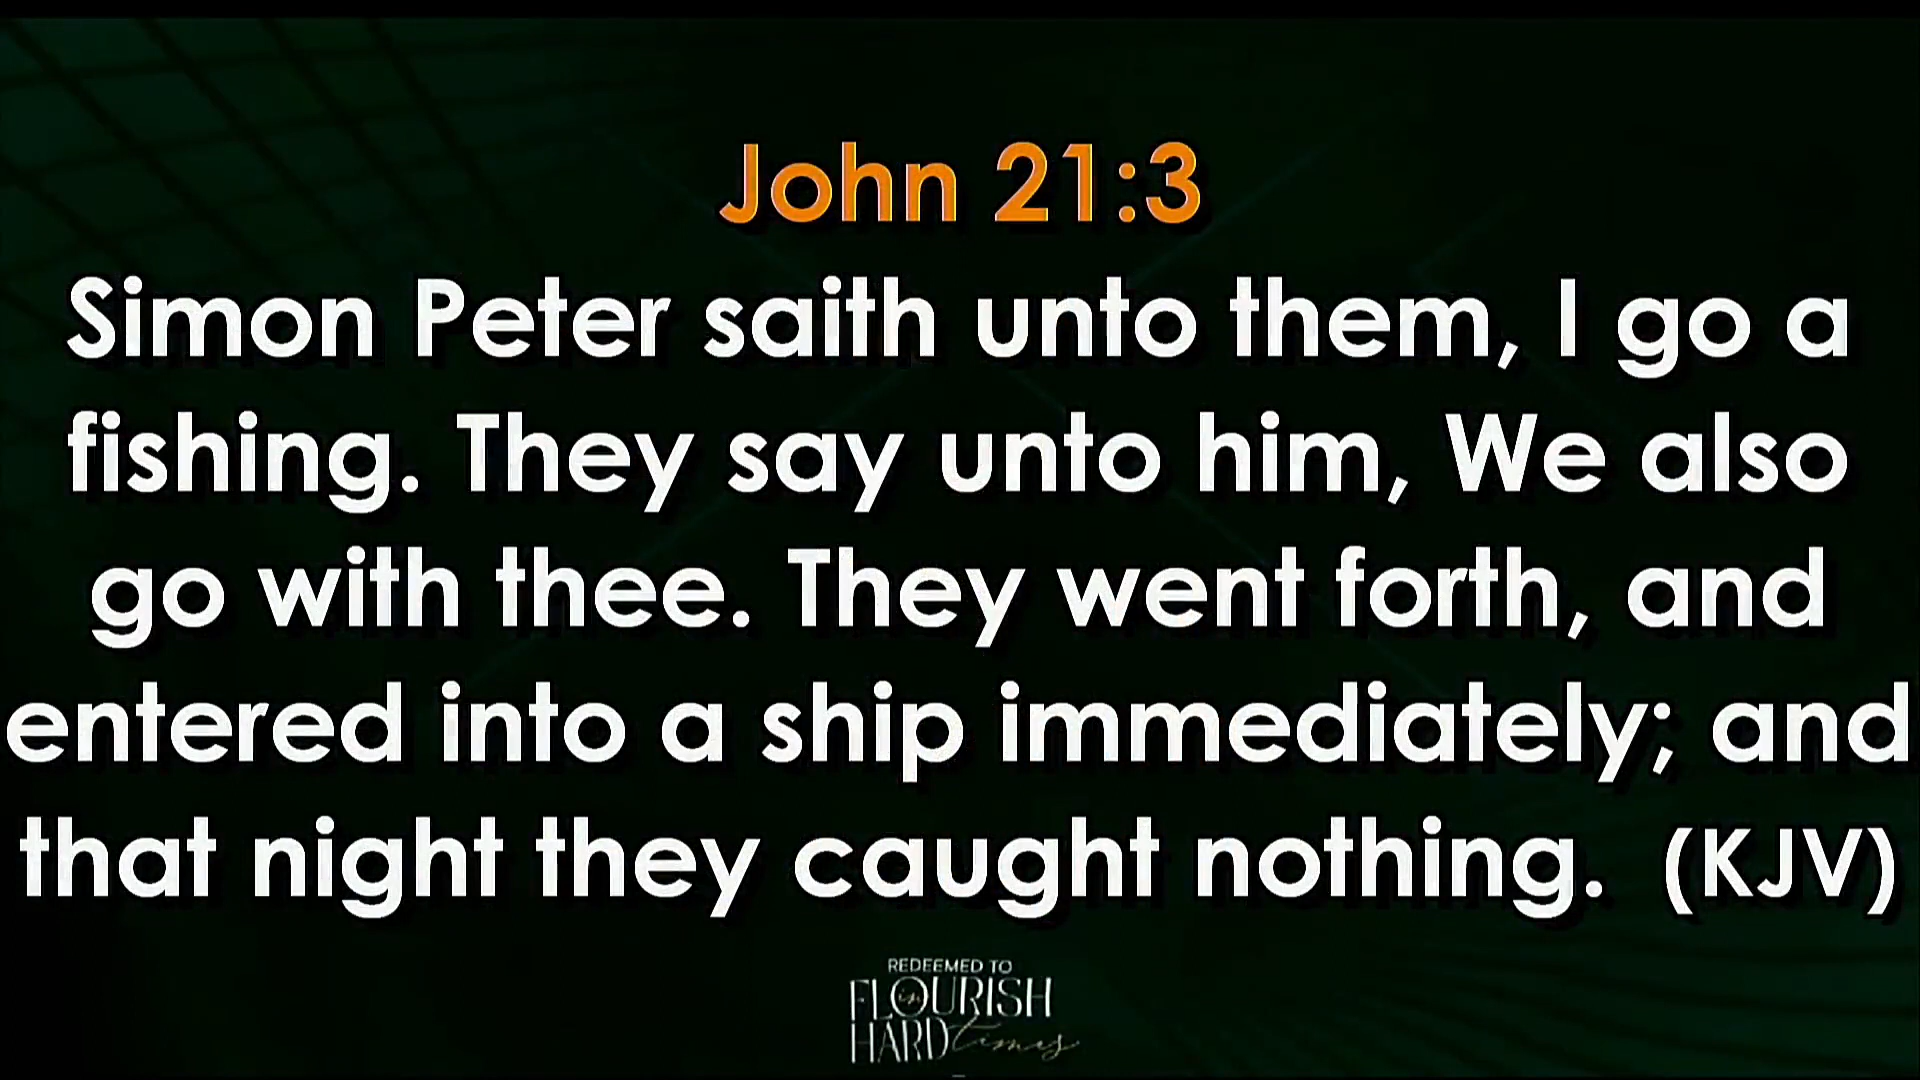 John 21:3
Simon Peter saith unto them, I go a
fishing. They say unto him, We also
go with thee. They went forth, and
entered into a ship immediately; and
that night they caught nothing.  (KJV)
REDEEMED TO
FLOURISH in
HARD times